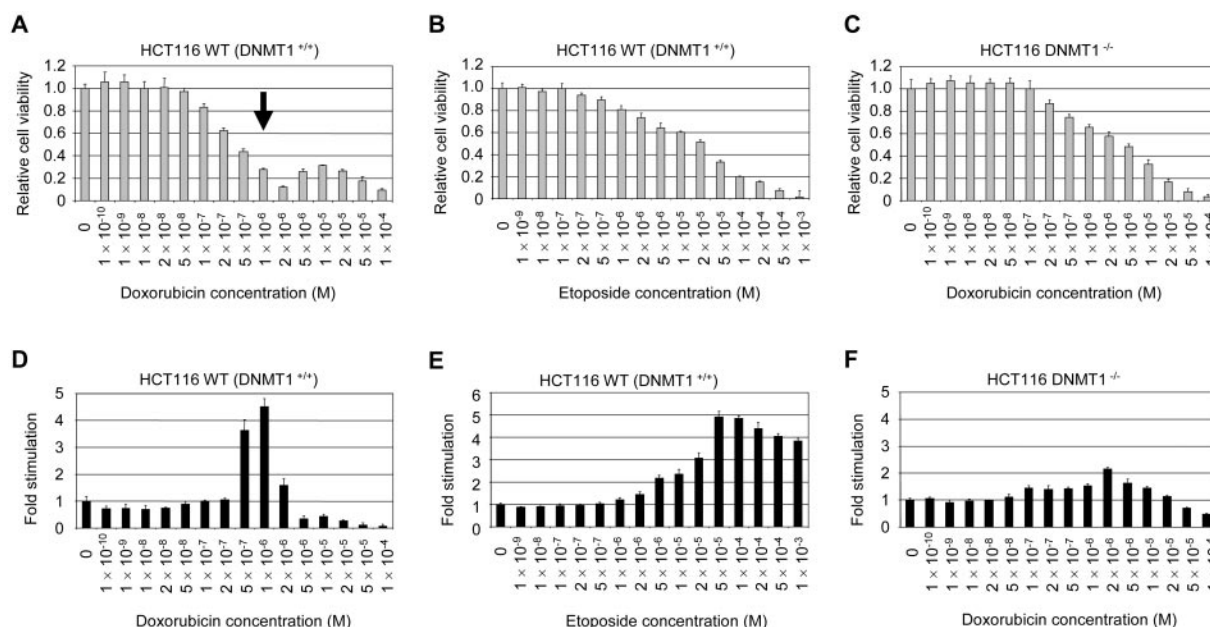 A
HCT116 WT (DNMT1 +/+)
Relative cell viability
1.2
1.0
0.8
0.6
0.4
0.2
0
0
1 × 10-10
1 × 10-9
1 × 10-8
2 × 10-8
5 × 10-8
1 × 10-7
2 × 10-7
5 × 10-7
1 × 10-6
2 × 10-6
5 × 10-6
1 × 10-5
2 × 10-5
5 × 10-5
1 × 10-4
Doxorubicin concentration (M)
B
HCT116 WT (DNMT1 +/+)
Relative cell viability
1.2
1.0
0.8
0.6
0.4
0.2
0
0
1 × 10-9
1 × 10-8
1 × 10-7
2 × 10-7
5 × 10-7
1 × 10-6
2 × 10-6
5 × 10-6
1 × 10-5
2 × 10-5
5 × 10-5
1 × 10-4
2 × 10-4
5 × 10-4
1 × 10-3
Etoposide concentration (M)
C
HCT116 DNMT1 -/-
Relative cell viability
1.2
1.0
0.8
0.6
0.4
0.2
0
0
1 × 10-10
1 × 10-9
1 × 10-8
2 × 10-8
5 × 10-8
1 × 10-7
2 × 10-7
5 × 10-7
1 × 10-6
2 × 10-6
5 × 10-6
1 × 10-5
2 × 10-5
5 × 10-5
1 × 10-4
Doxorubicin concentration (M)
D
HCT116 WT (DNMT1 +/+)
Fold stimulation
5
4
3
2
1
0
0
1 × 10-10
1 × 10-9
1 × 10-8
2 × 10-8
5 × 10-8
1 × 10-7
2 × 10-7
5 × 10-7
1 × 10-6
2 × 10-6
5 × 10-6
1 × 10-5
2 × 10-5
5 × 10-5
1 × 10-4
Doxorubicin concentration (M)
E
HCT116 WT (DNMT1 +/+)
Fold stimulation
6
5
4
3
2
1
0
0
1 × 10-9
1 × 10-8
1 × 10-7
2 × 10-7
5 × 10-7
1 × 10-6
2 × 10-6
5 × 10-6
1 × 10-5
2 × 10-5
5 × 10-5
1 × 10-4
2 × 10-4
5 × 10-4
1 × 10-3
Etoposide concentration (M)
F
HCT116 DNMT1 -/-
Fold stimulation
5
4
3
2
1
0
0
1 × 10-10
1 × 10-9
1 × 10-8
2 × 10-8
5 × 10-8
1 × 10-7
2 × 10-7
5 × 10-7
1 × 10-6
2 × 10-6
5 × 10-6
1 × 10-5
2 × 10-5
5 × 10-5
1 × 10-4
Doxorubicin concentration (M)